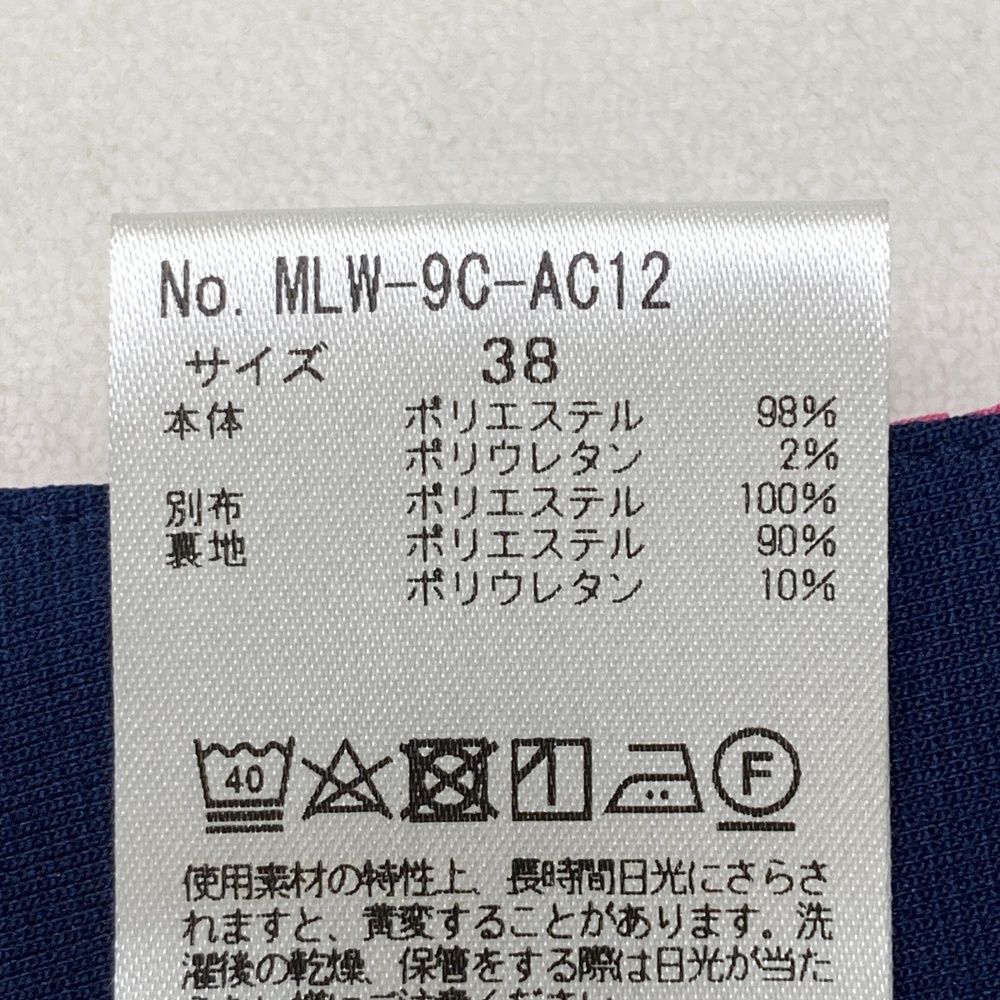 No. MLW-9C-AC12
サイズ 38
本体 ポリエステル 98%
ポリウレタン 2%
別布 ポリエステル 100%
裏地 ポリエステル 90%
ポリウレタン 10%
40 F
使用素材の特性上、長時間日光にさらさ
れますと、黄変することがあります。洗
濯後の乾燥、保管をする際は日光が当た